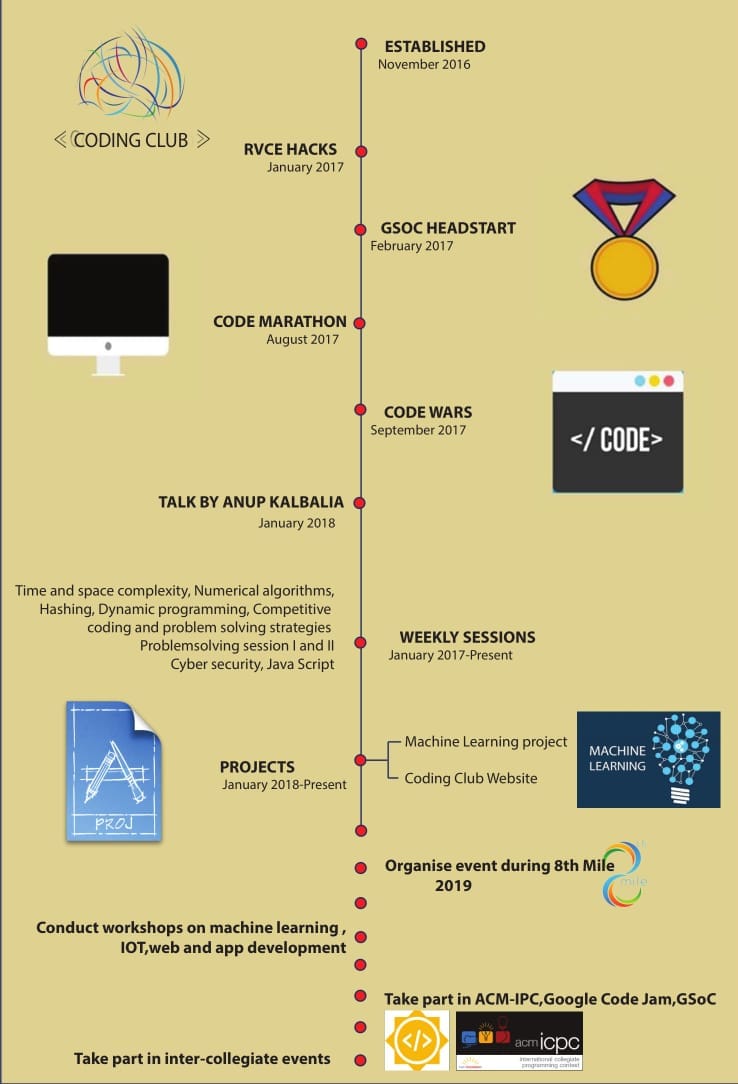 ESTABLISHED
November 2016
CODING CLUB
RVCE HACKS
January 2017
GSOC HEADSTART
February 2017
CODE MARATHON
August 2017
CODE WARS
September 2017
</ CODE>
TALK BY ANUP KALBALIA
January 2018
Time and space complexity, Numerical algorithms,
Hashing, Dynamic programming, Competitive
coding and problem solving strategies
Problemsolving session I and II
Cyber security, Java Script
WEEKLY SESSIONS
January 2017-Present
PROJECTS
January 2018-Present
Machine Learning project
Coding Club Website
MACHINE
LEARNING
PROJ
Organise event during 8th Mile
2019
mile
Conduct workshops on machine learning ,
IOT,web and app development
Take part in ACM-IPC,Google Code Jam,GSoC
</>
acm icpc
international collegiate
programming contest
Take part in inter-collegiate events